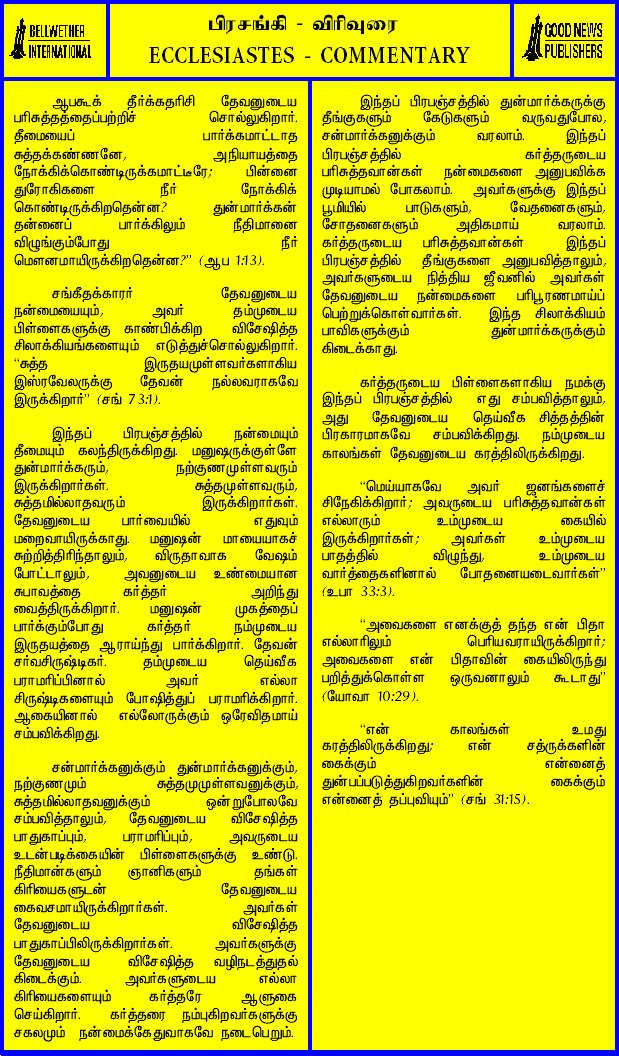 BELLWETHER
INTERNATIONAL
பிரசங்கி - விரிவுரை
ECCLESIASTES - COMMENTARY
GOOD NEWS
PUBLISHERS
ஆபகூக் தீர்க்கதரிசி தேவனுடைய
பரிசுத்தத்தைப்பற்றிச் சொல்லுகிறார்.
தீமையைப் பார்க்கமாட்டாத
சுத்தக்கண்ணனே, அநியாயத்தை
நோக்கிக்கொண்டிருக்கமாட்டீரே; பின்னை
துரோகிகளை நீர் நோக்கிக்
கொண்டிருக்கிறதென்ன? துன்மார்க்கன்
தன்னைப் பார்க்கிலும் நீதிமானை
விழுங்கும்போது நீர்
மௌனமாயிருக்கிறதென்ன?” (ஆப 1:13).
சங்கீதக்காரர் தேவனுடைய
நன்மையையும், அவர் தம்முடைய
பிள்ளைகளுக்கு காண்பிக்கிற விசேஷித்த
சிலாக்கியங்களையும் எடுத்துச்சொல்லுகிறார்.
“சுத்த இருதயமுள்ளவர்களாகிய
இஸ்ரவேலருக்கு தேவன் நல்லவராகவே
இருக்கிறார்” (சங் 73:1).
இந்தப் பிரபஞ்சத்தில் நன்மையும்
தீமையும் கலந்திருக்கிறது. மனுஷருக்குள்ளே
துன்மார்க்கரும், நற்குணமுள்ளவரும்
இருக்கிறார்கள். சுத்தமுள்ளவரும்,
சுத்தமில்லாதவரும் இருக்கிறார்கள்.
தேவனுடைய பார்வையில் எதுவும்
மறைவாயிருக்காது. மனுஷன் மாயையாகச்
சுற்றித்திரிந்தாலும், விருதாவாக வேஷம்
போட்டாலும், அவனுடைய உண்மையான
சுபாவத்தை கர்த்தர் அறிந்து
வைத்திருக்கிறார். மனுஷன் முகத்தைப்
பார்க்கும்போது கர்த்தர் நம்முடைய
இருதயத்தை ஆராய்ந்து பார்க்கிறார். தேவன்
சர்வசிருஷ்டிகர். தம்முடைய தெய்வீக
பராமரிப்பினால் அவர் எல்லா
சிருஷ்டிகளையும் போஷித்துப் பராமரிக்கிறார்.
ஆகையினால் எல்லோருக்கும் ஒரேவிதமாய்
சம்பவிக்கிறது.
சன்மார்க்கனுக்கும் துன்மார்க்கனுக்கும்,
நற்குணமும் சுத்தமுமுள்ளவனுக்கும்,
சுத்தமில்லாதவனுக்கும் ஒன்றுபோலவே
சம்பவித்தாலும், தேவனுடைய விசேஷித்த
பாதுகாப்பும், பராமரிப்பும், அவருடைய
உடன்படிக்கையின் பிள்ளைகளுக்கு உண்டு.
நீதிமான்களும் ஞானிகளும் தங்கள்
கிரியைகளுடன் தேவனுடைய
கைவசமாயிருக்கிறார்கள். அவர்கள்
தேவனுடைய விசேஷித்த
பாதுகாப்பிலிருக்கிறார்கள். அவர்களுக்கு
தேவனுடைய விசேஷித்த வழிநடத்துதல்
கிடைக்கும். அவர்களுடைய எல்லா
கிரியைகளையும் கர்த்தரே ஆளுகை
செய்கிறார். கர்த்தரை நம்புகிறவர்களுக்கு
சகலமும் நன்மைக்கேதுவாகவே நடைபெறும்.
இந்தப் பிரபஞ்சத்தில் துன்மார்க்கருக்கு
தீங்குகளும் கேடுகளும் வருவதுபோல,
சன்மார்க்கனுக்கும் வரலாம். இந்தப்
பிரபஞ்சத்தில் கர்த்தருடைய
பரிசுத்தவான்கள் நன்மைகளை அனுபவிக்க
முடியாமல் போகலாம். அவர்களுக்கு இந்தப்
பூமியில் பாடுகளும், வேதனைகளும்,
சோதனைகளும் அதிகமாய் வரலாம்.
கர்த்தருடைய பரிசுத்தவான்கள் இந்தப்
பிரபஞ்சத்தில் தீங்குகளை அனுபவித்தாலும்,
அவர்களுடைய நித்திய ஜீவனில் அவர்கள்
தேவனுடைய நன்மைகளை பரிபூரணமாய்ப்
பெற்றுக்கொள்வார்கள். இந்த சிலாக்கியம்
பாவிகளுக்கும் துன்மார்க்கருக்கும்
கிடைக்காது.
கர்த்தருடைய பிள்ளைகளாகிய நமக்கு
இந்தப் பிரபஞ்சத்தில் எது சம்பவித்தாலும்,
அது தேவனுடைய தெய்வீக சித்தத்தின்
பிரகாரமாகவே சம்பவிக்கிறது. நம்முடைய
காலங்கள் தேவனுடைய கரத்திலிருக்கிறது.
“மெய்யாகவே அவர் ஜனங்களைச்
சிநேகிக்கிறார்; அவருடைய பரிசுத்தவான்கள்
எல்லாரும் உம்முடைய கையில்
இருக்கிறார்கள்; அவர்கள் உம்முடைய
பாதத்தில் விழுந்து, உம்முடைய
வார்த்தைகளினால் போதனையடைவார்கள்”
(உபா 33:3).
“அவைகளை எனக்குத் தந்த என் பிதா
எல்லாரிலும் பெரியவராயிருக்கிறார்;
அவைகளை என் பிதாவின் கையிலிருந்து
பறித்துக்கொள்ள ஒருவனாலும் கூடாது”
(யோவா 10:29).
“என் காலங்கள் உமது
கரத்திலிருக்கிறது; என் சத்ருக்களின்
கைக்கும் என்னைத்
துன்பப்படுத்துகிறவர்களின் கைக்கும்
என்னைத் தப்புவியும்” (சங் 31:15).